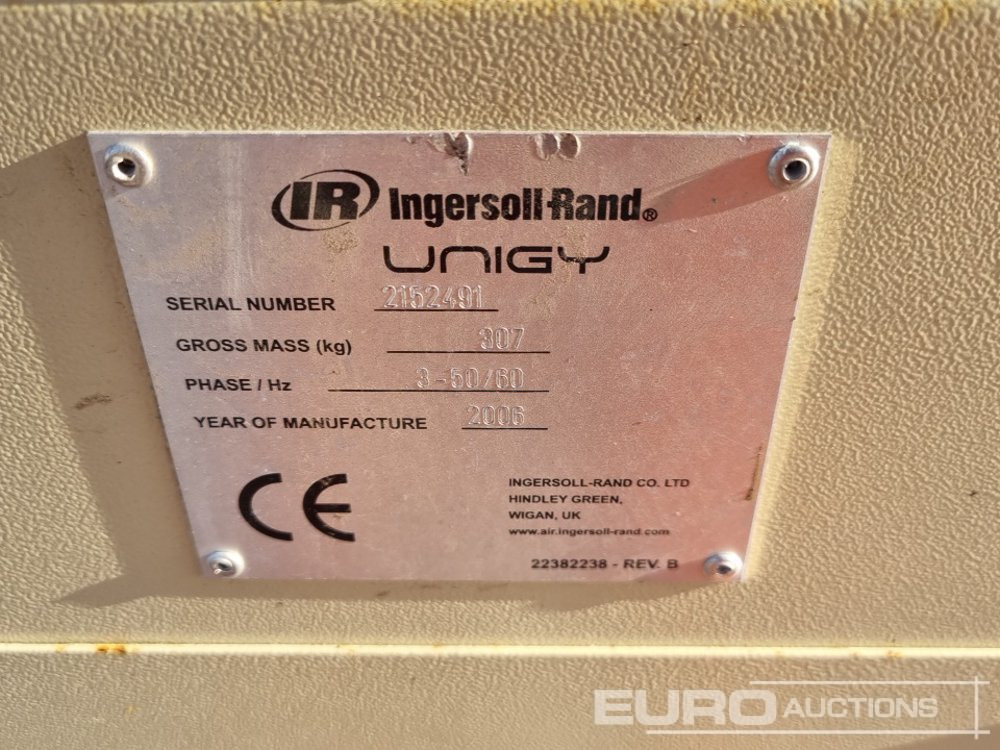 IR Ingersoll-Rand®
UNIGY
SERIAL NUMBER 2152491
GROSS MASS (kg) 307
PHASE / Hz 3-50/60
YEAR OF MANUFACTURE 2006
CE
INGERSOLL-RAND CO. LTD
HINDLEY GREEN,
WIGAN, UK
www.air.ingersoll-rand.com
22382238 - REV. B
EURO AUCTIONS